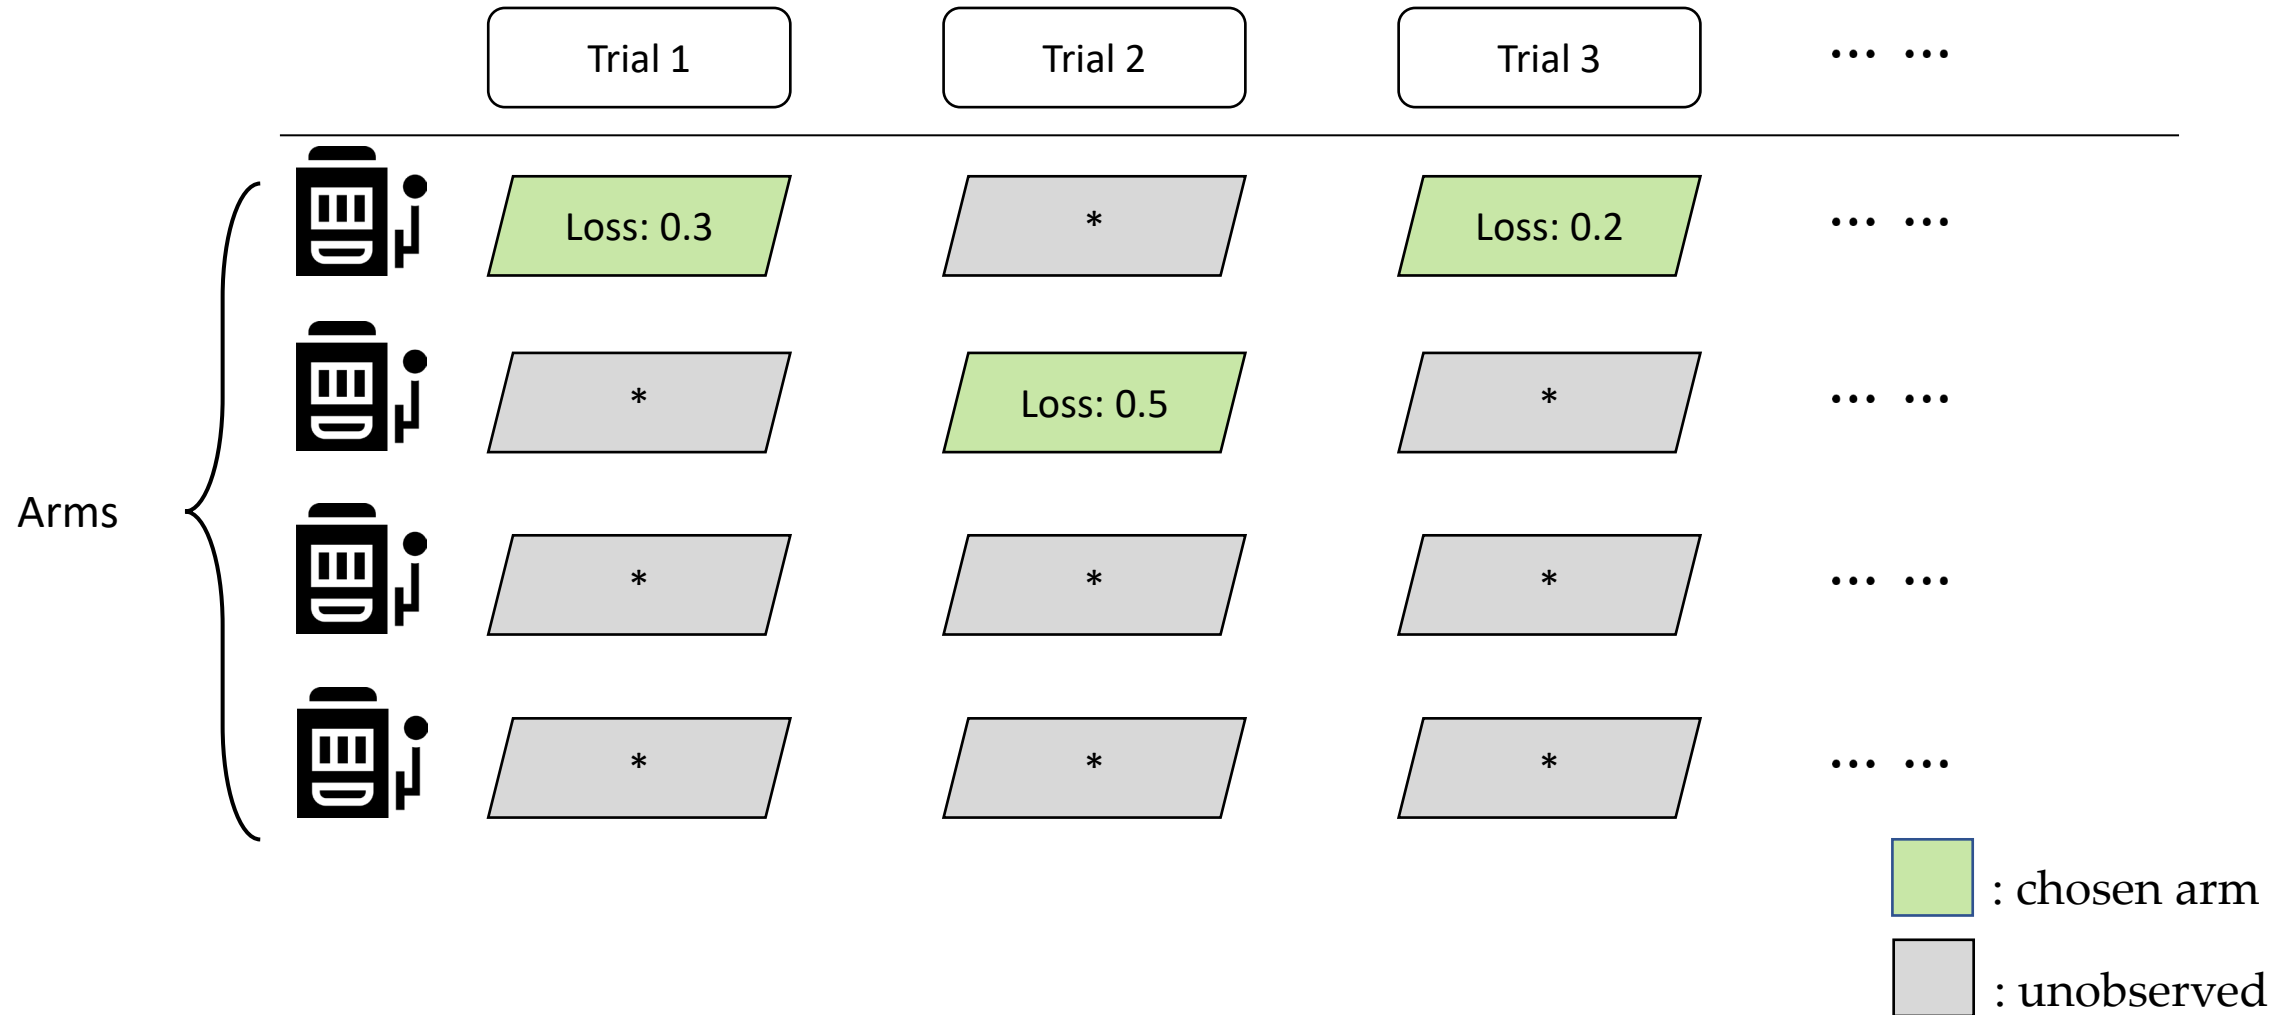 Trial 1 Trial 2 Trial 3 ... ...
Loss: 0.3 * Loss: 0.2 ... ...
* Loss: 0.5 * ... ...
Arms
* * * ... ...
* * * ... ...
: chosen arm
: unobserved